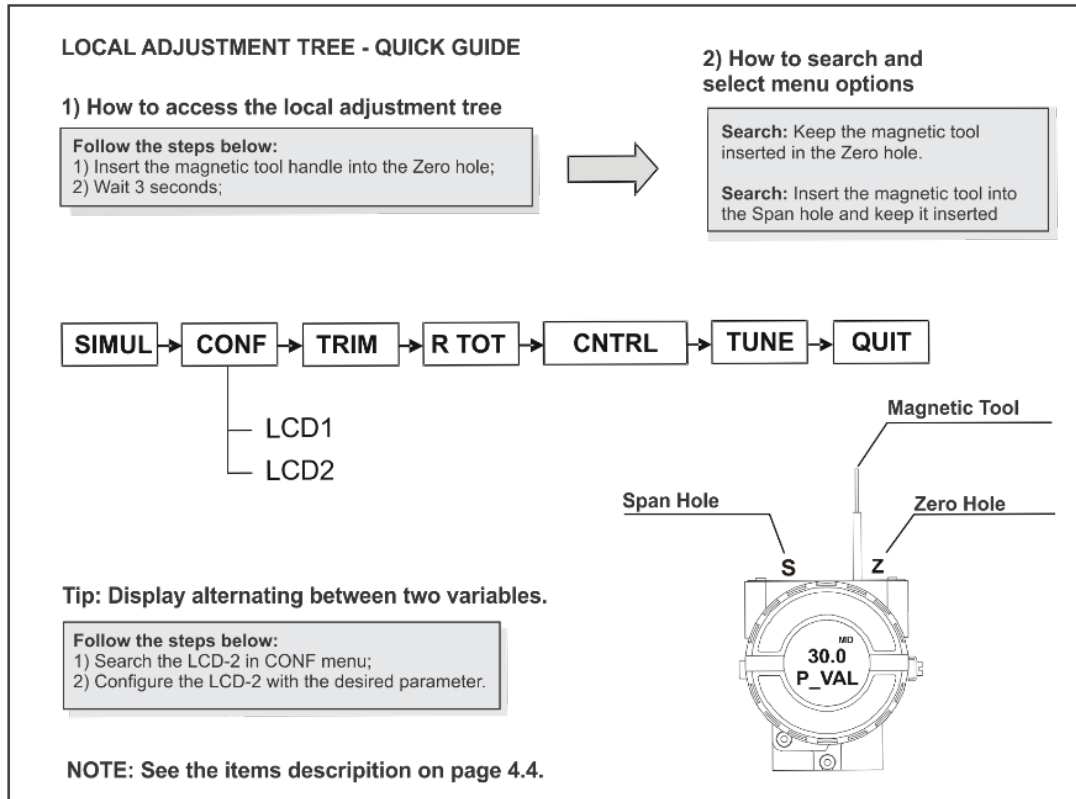 LOCAL ADJUSTMENT TREE - QUICK GUIDE
1) How to access the local adjustment tree
Follow the steps below:
1) Insert the magnetic tool handle into the Zero hole;
2) Wait 3 seconds;
2) How to search and
select menu options
Search: Keep the magnetic tool
inserted in the Zero hole.
Search: Insert the magnetic tool into
the Span hole and keep it inserted
SIMUL CONF TRIM R TOT CNTRL TUNE QUIT
LCD1
LCD2
Magnetic Tool
Span Hole
Zero Hole
S Z
MD
30.0
P_VAL
Tip: Display alternating between two variables.
Follow the steps below:
1) Search the LCD-2 in CONF menu;
2) Configure the LCD-2 with the desired parameter.
NOTE: See the items descripition on page 4.4.